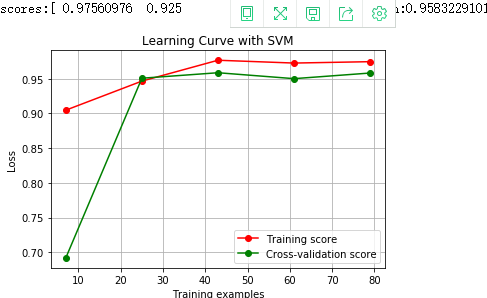 scores:[ 0.97560976  0.925
:0.9583229101
Learning Curve with SVM
0.95
0.90
0.85
0.80
0.75
0.70
Loss
Training score
Cross-validation score
10 20 30 40 50 60 70 80
Training examples